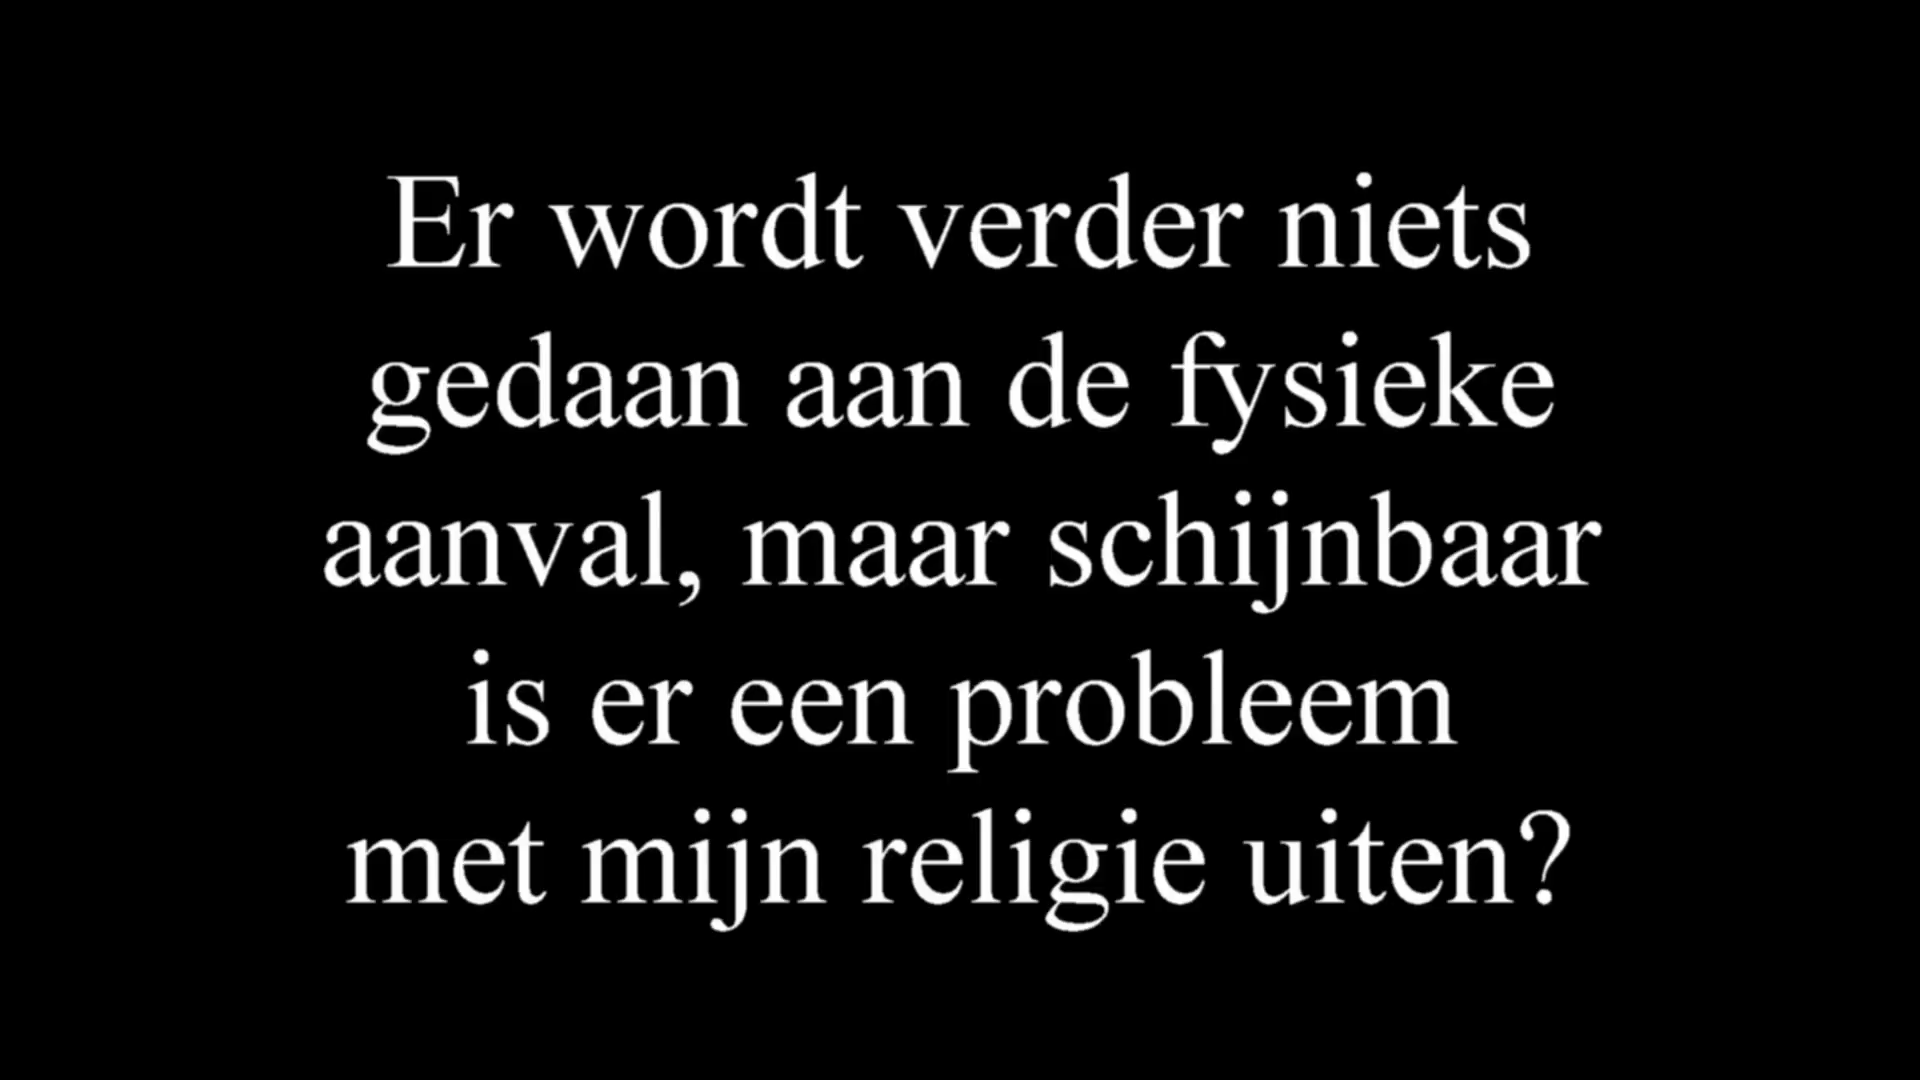 Er wordt verder niets
gedaan aan de fysieke
aanval, maar schijnbaar
is er een probleem
met mijn religie uiten?